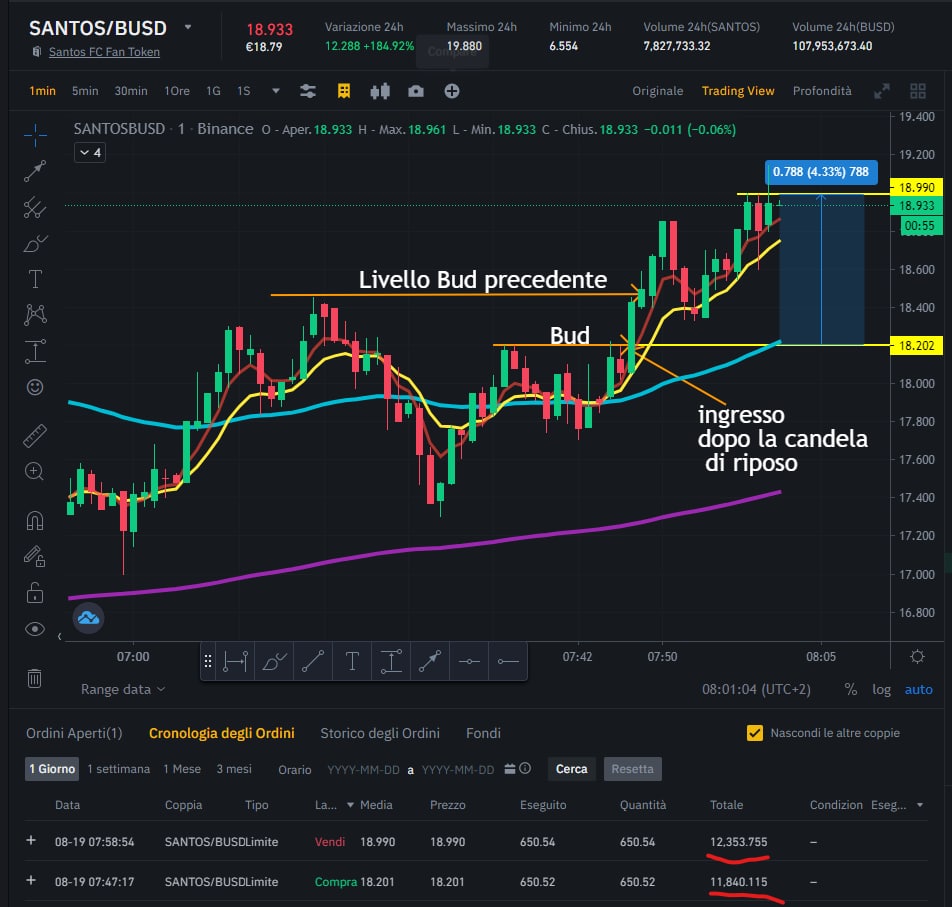 SANTOS/BUSD
Santos FC Fan Token
18.933
€18.79
Variazione 24h
12.288 +184.92%
Massimo 24h
19.880
Minimo 24h
6.554
Volume 24h(SANTOS)
7,827,733.32
Volume 24h(BUSD)
107,953,673.40
1min 5min 30min 1Ore 1G 1S
Originale Trading View Profondità
SANTOSBUSD · 1 · Binance O - Aper.18.933 H - Max.18.961 L - Min.18.933 C - Chius.18.933 -0.011 (-0.06%)
4
19.400
19.200
0.788 (4.33%) 788
18.990
18.933
00:55
18.600
Livello Bud precedente
18.400
Bud
18.202
18.000
ingresso
dopo la candela
di riposo
17.800
17.600
17.400
17.200
17.000
16.800
07:00 07:42 07:50 08:05
Range data 08:01:04 (UTC+2) % log auto
Ordini Aperti(1) Cronologia degli Ordini Storico degli Ordini Fondi Nascondi le altre coppie
1 Giorno 1 settimana 1 Mese 3 mesi Orario YYYY-MM-DD a YYYY-MM-DD Cerca Resetta
Data Coppia Tipo La... Media Prezzo Eseguito Quantità Totale Condizion Eseg...
+ 08-19 07:58:54 SANTOS/BUSDLimite Vendi 18.990 18.990 650.54 650.54 12,353.755 –
+ 08-19 07:47:17 SANTOS/BUSDLimite Compra 18.201 18.201 650.52 650.52 11,840.115 –